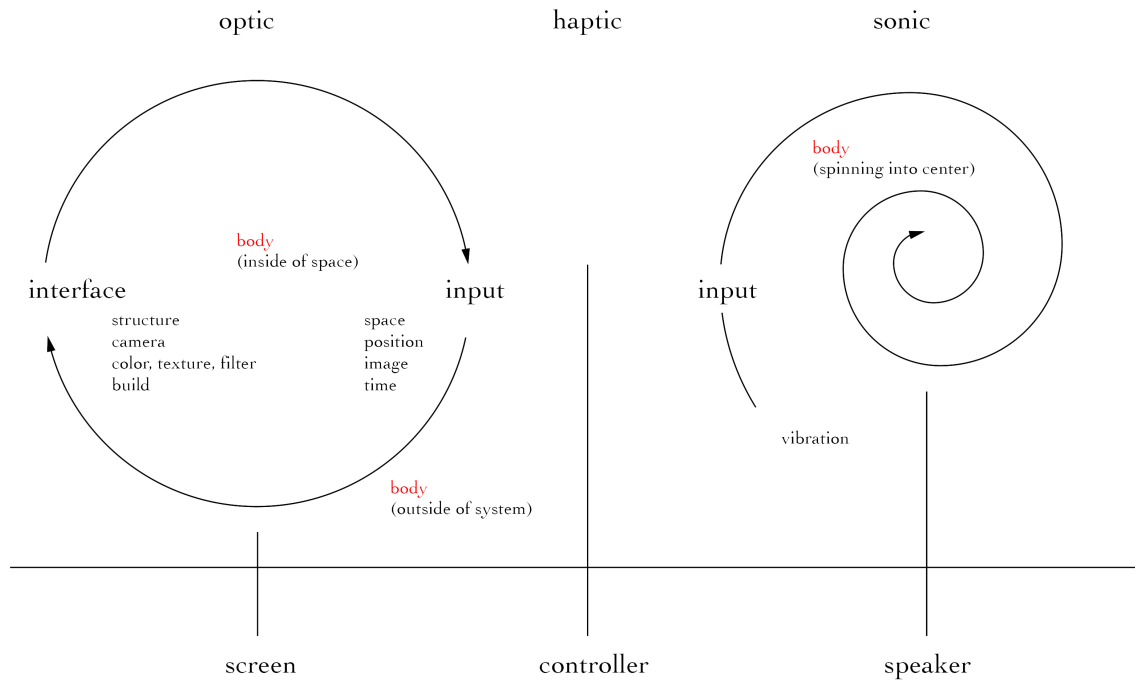 optic
haptic
sonic
body
(spinning into center)
body
(inside of space)
interface
input
input
structure
camera
color, texture, filter
build
space
position
image
time
vibration
body
(outside of system)
screen
controller
speaker